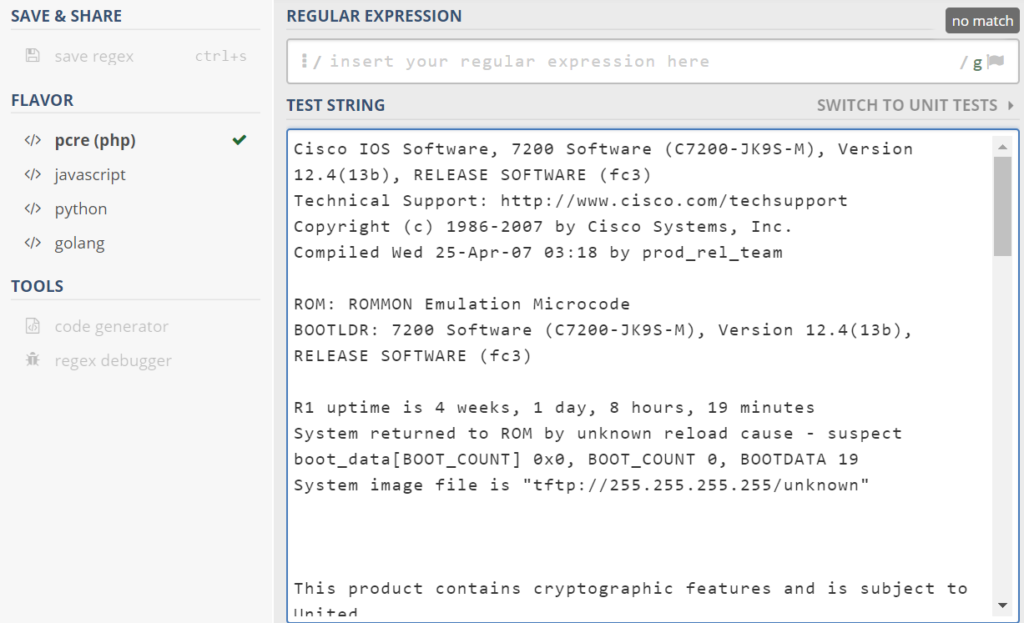 SAVE & SHARE
save regex ctrl+s
FLAVOR
</> pcre (php)
</> javascript
</> python
</> golang
TOOLS
code generator
regex debugger
REGULAR EXPRESSION
no match
/ insert your regular expression here / g
TEST STRING
SWITCH TO UNIT TESTS
Cisco IOS Software, 7200 Software (C7200-JK9S-M), Version
12.4(13b), RELEASE SOFTWARE (fc3)
Technical Support: http://www.cisco.com/techsupport
Copyright (c) 1986-2007 by Cisco Systems, Inc.
Compiled Wed 25-Apr-07 03:18 by prod_rel_team
ROM: ROMMON Emulation Microcode
BOOTLDR: 7200 Software (C7200-JK9S-M), Version 12.4(13b),
RELEASE SOFTWARE (fc3)
R1 uptime is 4 weeks, 1 day, 8 hours, 19 minutes
System returned to ROM by unknown reload cause - suspect
boot_data[BOOT_COUNT] 0x0, BOOT_COUNT 0, BOOTDATA 19
System image file is "tftp://255.255.255.255/unknown"
This product contains cryptographic features and is subject to
United